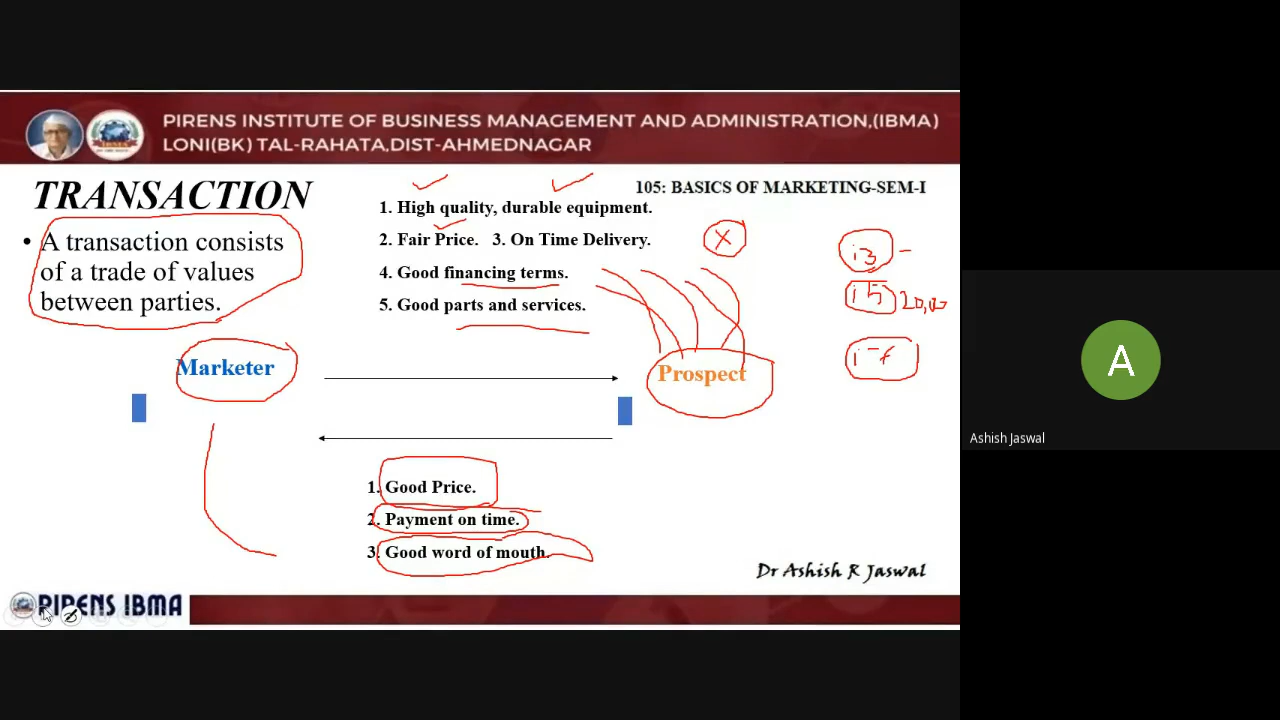 PIRENS INSTITUTE OF BUSINESS MANAGEMENT AND ADMINISTRATION,(IBMA)
LONI(BK) TAL-RAHATA,DIST-AHMEDNAGAR
TRANSACTION
105: BASICS OF MARKETING-SEM-I
• A transaction consists
of a trade of values
between parties.
1. High quality, durable equipment.
2. Fair Price. 3. On Time Delivery.
4. Good financing terms.
5. Good parts and services.
X
i3
i5
Marketer
Prospect
1. Good Price.
2. Payment on time.
3. Good word of mouth.
Dr Ashish R Jaswal
PIRENS IBMA
A
Ashish Jaswal